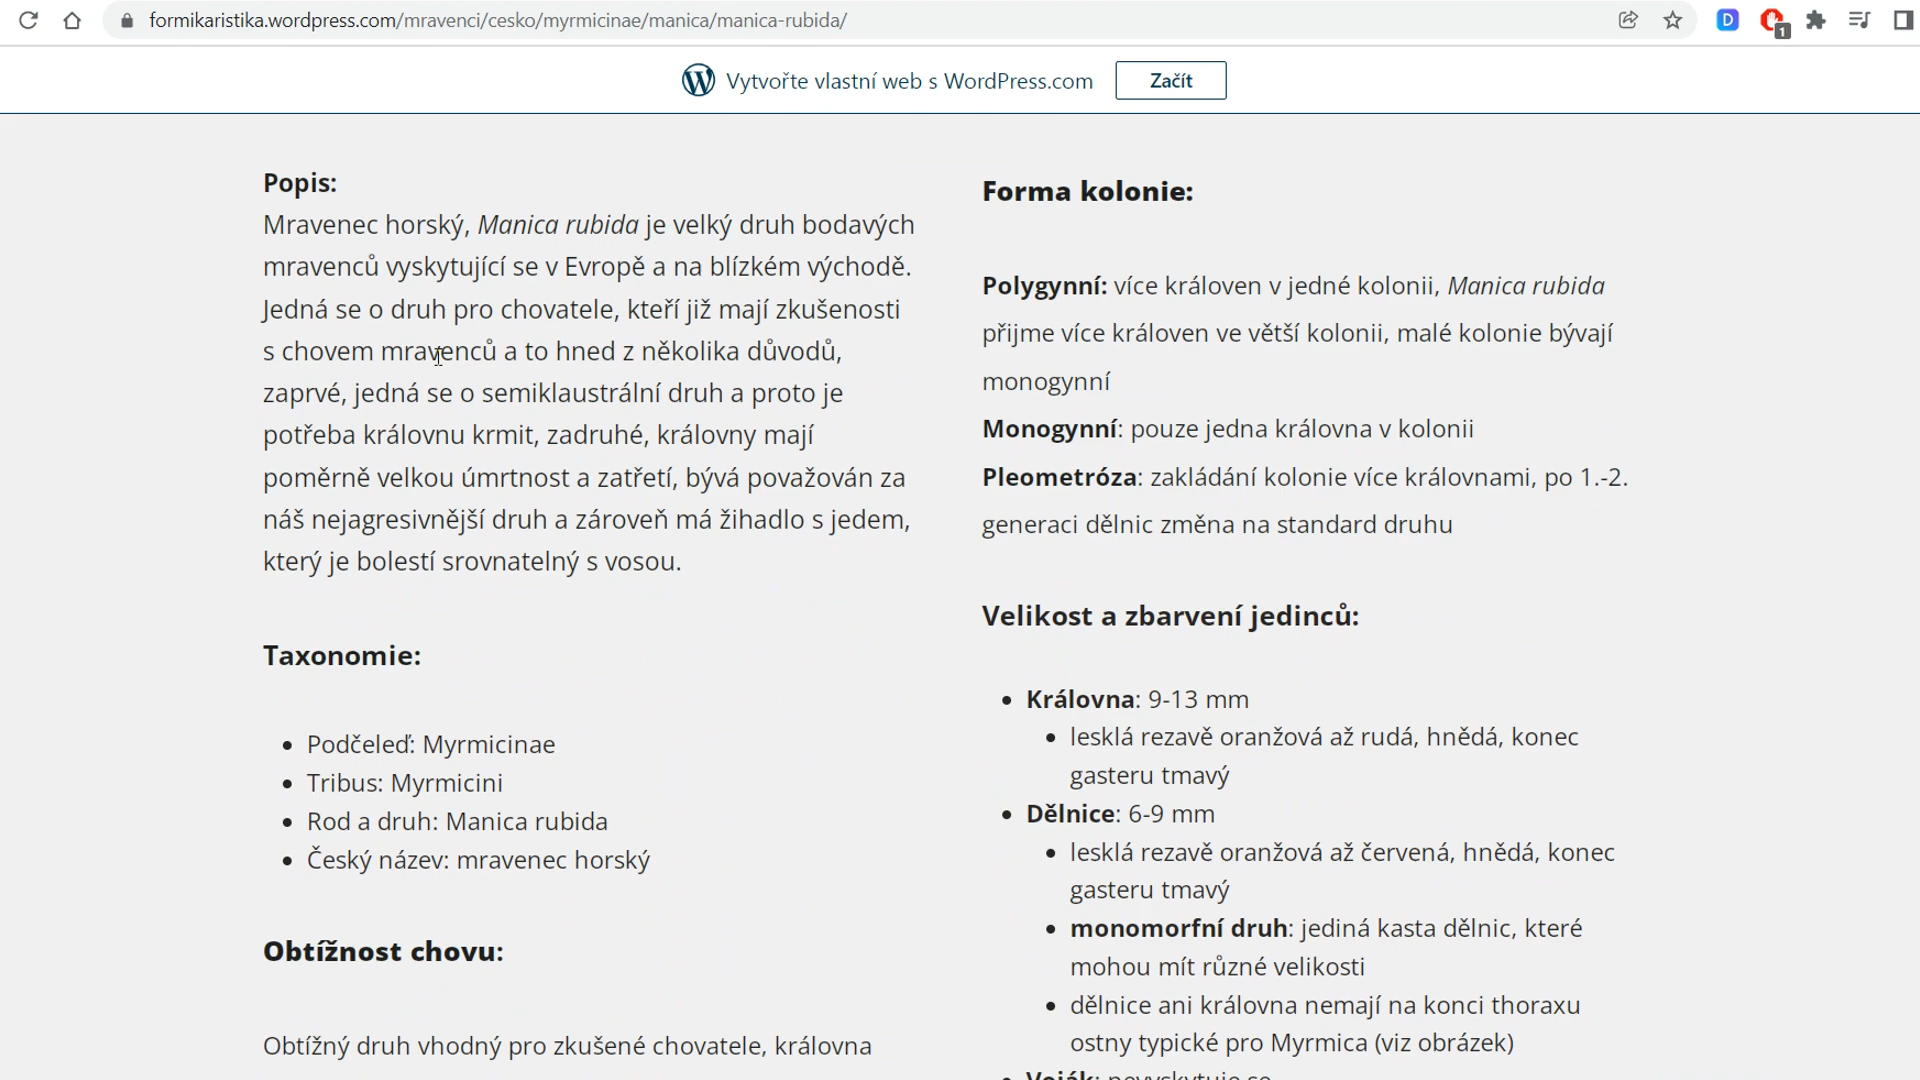 formikaristika.wordpress.com/mravenci/cesko/myrmicinae/manica/manica-rubida/
D
1
Vytvořte vlastní web s WordPress.com
Začít
Popis:
Mravenec horský, Manica rubida je velký druh bodavých
mravenců vyskytující se v Evropě a na blízkém východě.
Jedná se o druh pro chovatele, kteří již mají zkušenosti
s chovem mravenců a to hned z několika důvodů,
zaprvé, jedná se o semiklaustrální druh a proto je
potřeba královnu krmit, zadruhé, královny mají
poměrně velkou úmrtnost a zatřetí, bývá považován za
náš nejagresivnější druh a zároveň má žihadlo s jedem,
který je bolestí srovnatelný s vosou.
Taxonomie:
Podčeleď: Myrmicinae
Tribus: Myrmicini
Rod a druh: Manica rubida
Český název: mravenec horský
Obtížnost chovu:
Obtížný druh vhodný pro zkušené chovatele, královna
Forma kolonie:
Polygynní: více královen v jedné kolonii, Manica rubida
přijme více královen ve větší kolonii, malé kolonie bývají
monogynní
Monogynní: pouze jedna královna v kolonii
Pleometróza: zakládání kolonie více královnami, po 1.-2.
generaci dělnic změna na standard druhu
Velikost a zbarvení jedinců:
Královna: 9-13 mm
lesklá rezavě oranžová až rudá, hnědá, konec
gasteru tmavý
Dělnice: 6-9 mm
lesklá rezavě oranžová až červená, hnědá, konec
gasteru tmavý
monomorfní druh: jediná kasta dělnic, které
mohou mít různé velikosti
dělnice ani královna nemají na konci thoraxu
ostny typické pro Myrmica (viz obrázek)
Voják: nevyskytuje se